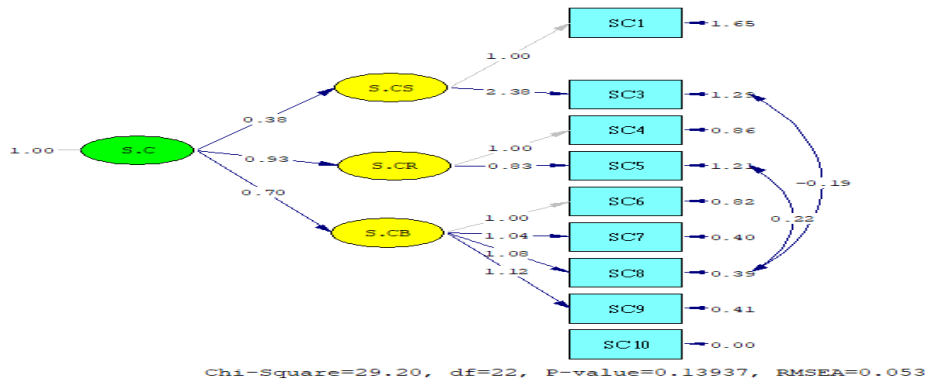 SC1 1.65
1.00
S.CS
2.38 SC3 1.29
0.38
1.00 SC4 0.86
1.00 S.C
0.93 S.CR 0.83 SC5 1.21
-0.19
0.70
SC6 0.82
1.00
0.22
S.CB 1.04 SC7 0.40
1.08
1.12 SC8 0.39
SC9 0.41
SC10 0.00
Chi-Square=29.20, df=22, P-value=0.13937, RMSEA=0.053